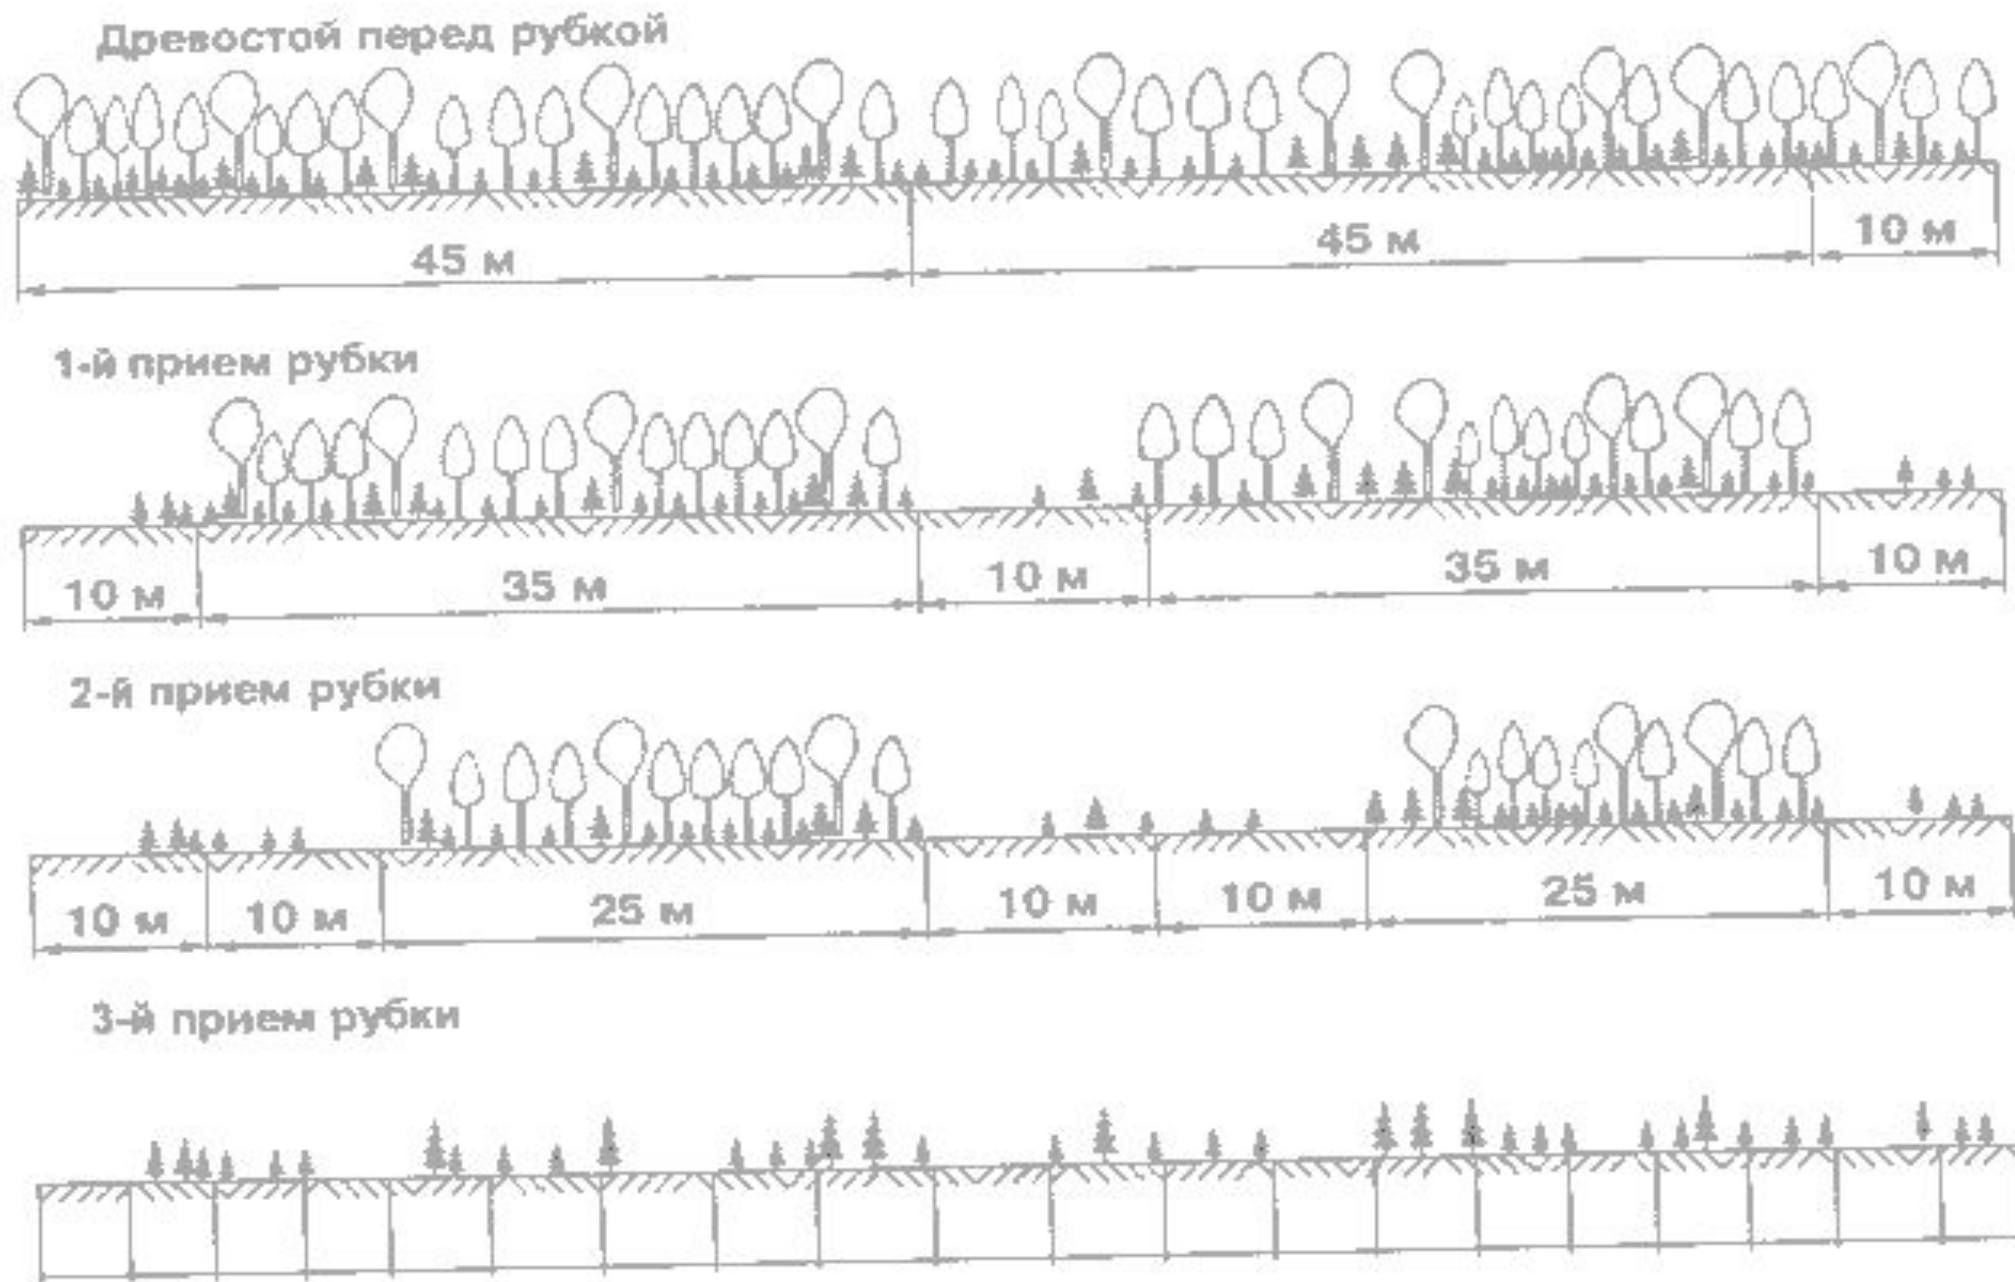 Древостой перед рубкой
45 м 45 м 10 м
1-й прием рубки
10 м 35 м 10 м 35 м 10 м
2-й прием рубки
10 м 10 м 25 м 10 м 10 м 25 м 10 м
3-й прием рубки